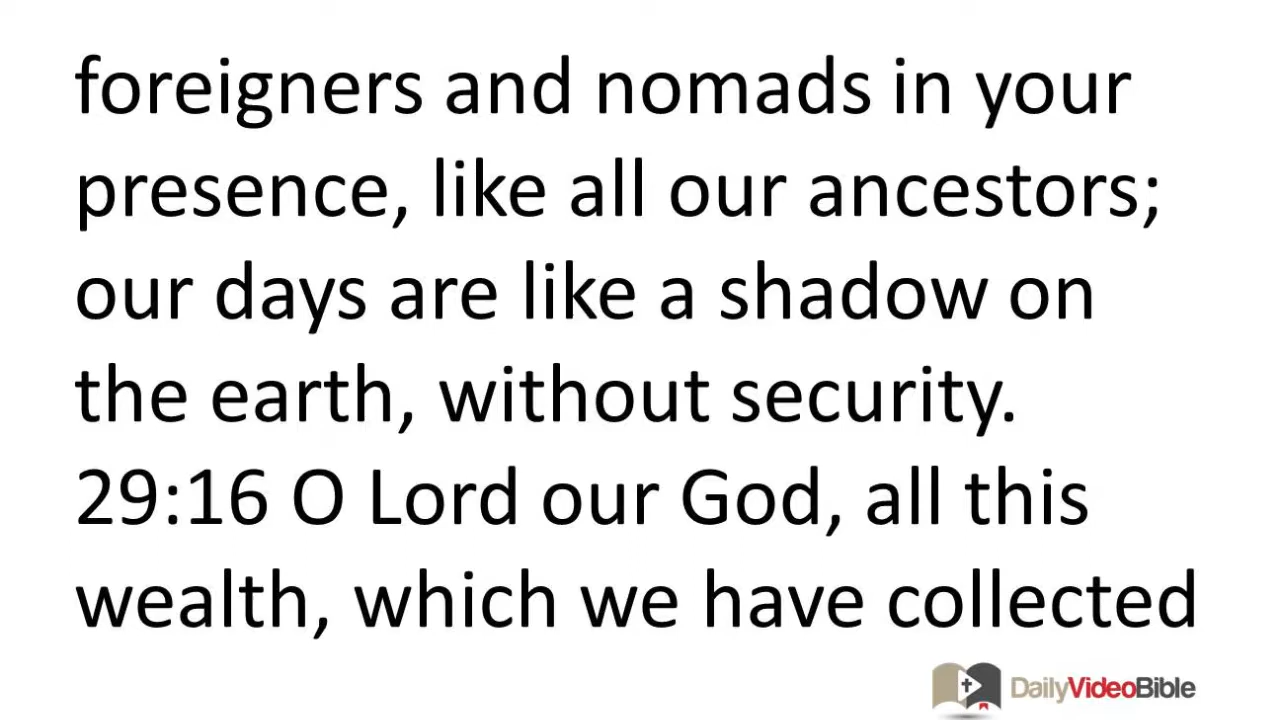 foreigners and nomads in your
presence, like all our ancestors;
our days are like a shadow on
the earth, without security.
29:16 O Lord our God, all this
wealth, which we have collected
DailyVideoBible